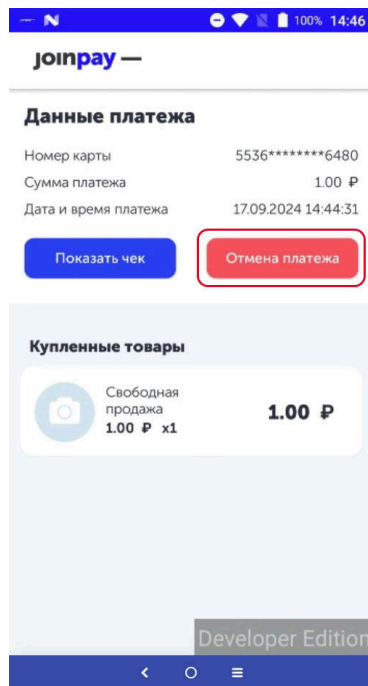 100% 14:46
joinpay —
Данные платежа
Номер карты 5536********6480
Сумма платежа 1.00 ₽
Дата и время платежа 17.09.2024 14:44:31
Показать чек Отмена платежа
Купленные товары
Свободная
продажа
1.00 ₽ x1
1.00 ₽
Developer Edition